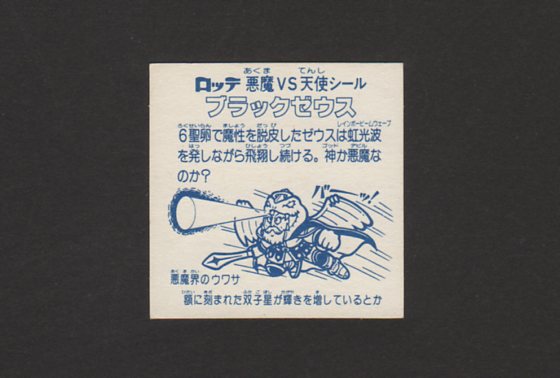 ロッテ 悪魔VS天使シール
ブラックゼウス
6聖卵で魔性を脱皮したゼウスは虹光波
を発しながら飛翔し続ける。神か悪魔な
のか?
バーッ!
悪魔界のウワサ
額に刻まれた双子星が輝きを増しているとか